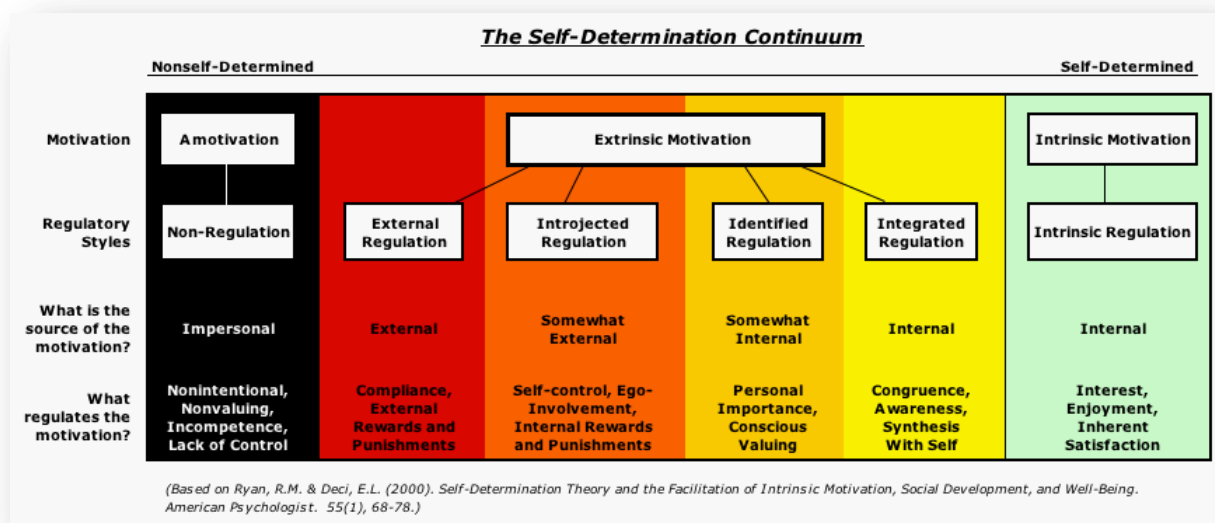 The Self-Determination Continuum
Nonself-Determined
Self-Determined
Motivation
Amotivation
Extrinsic Motivation
Intrinsic Motivation
Regulatory
Styles
Non-Regulation
External
Regulation
Introjected
Regulation
Identified
Regulation
Integrated
Regulation
Intrinsic Regulation
What is the
source of the
motivation?
Impersonal
External
Somewhat
External
Somewhat
Internal
Internal
Internal
What
regulates the
motivation?
Nonintentional,
Nonvaluing,
Incompetence,
Lack of Control
Compliance,
External
Rewards and
Punishments
Self-control, Ego-
Involvement,
Internal Rewards
and Punishments
Personal
Importance,
Conscious
Valuing
Congruence,
Awareness,
Synthesis
With Self
Interest,
Enjoyment,
Inherent
Satisfaction
(Based on Ryan, R.M. & Deci, E.L. (2000). Self-Determination Theory and the Facilitation of Intrinsic Motivation, Social Development, and Well-Being.
American Psychologist. 55(1), 68-78.)